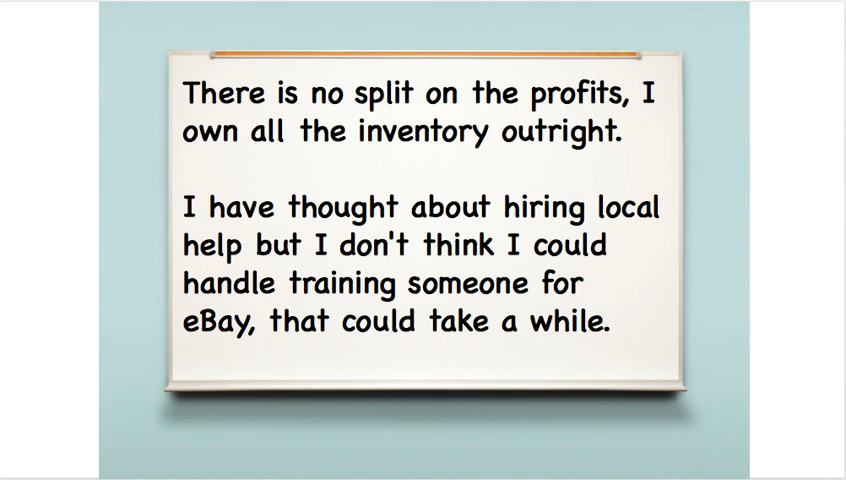 There is no split on the profits, I
own all the inventory outright.
I have thought about hiring local
help but I don't think I could
handle training someone for
eBay, that could take a while.